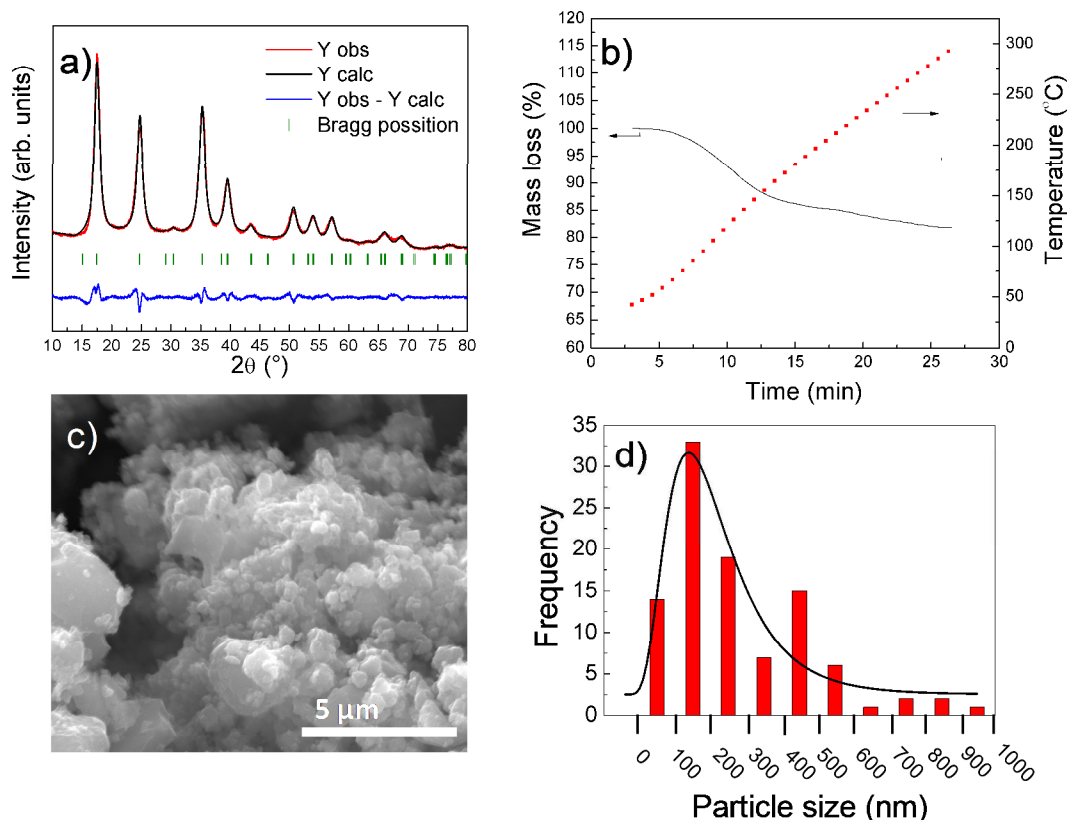 a)
Y obs
Y calc
Y obs - Y calc
Bragg possition
Intensity (arb. units)
10 15 20 25 30 35 40 45 50 55 60 65 70 75 80
2θ (°)
b)
120
115
110
105
100
95
90
85
80
75
70
65
60
Mass loss (%)
300
250
200
150
100
50
0
Temperature (°C)
0 5 10 15 20 25 30
Time (min)
c)
5 μm
d)
35
30
25
20
15
10
5
0
Frequency
0 100 200 300 400 500 600 700 800 900 1000
Particle size (nm)